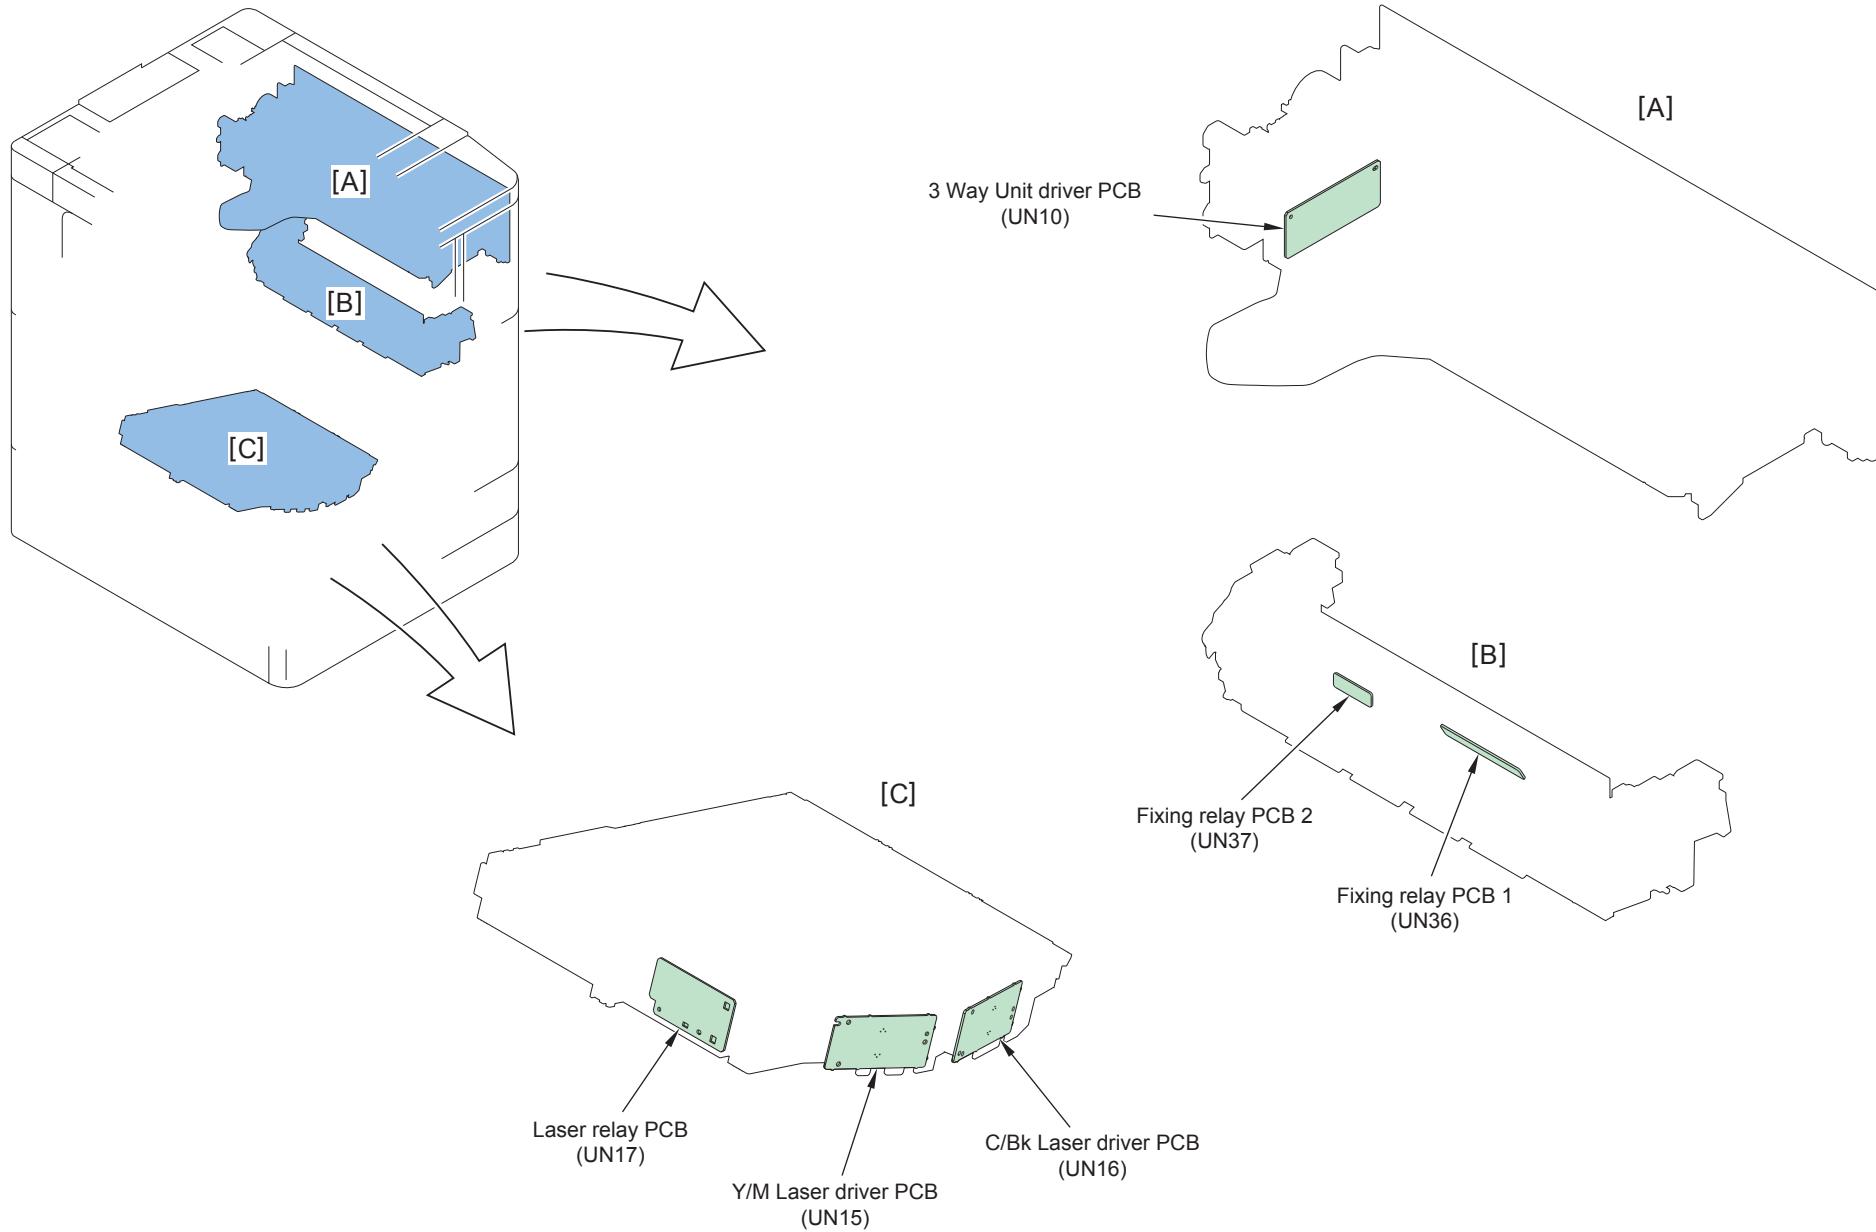 [A]
[B]
[C]
[A]
3 Way Unit driver PCB
(UN10)
[B]
Fixing relay PCB 2
(UN37)
Fixing relay PCB 1
(UN36)
[C]
Laser relay PCB
(UN17)
Y/M Laser driver PCB
(UN15)
C/Bk Laser driver PCB
(UN16)